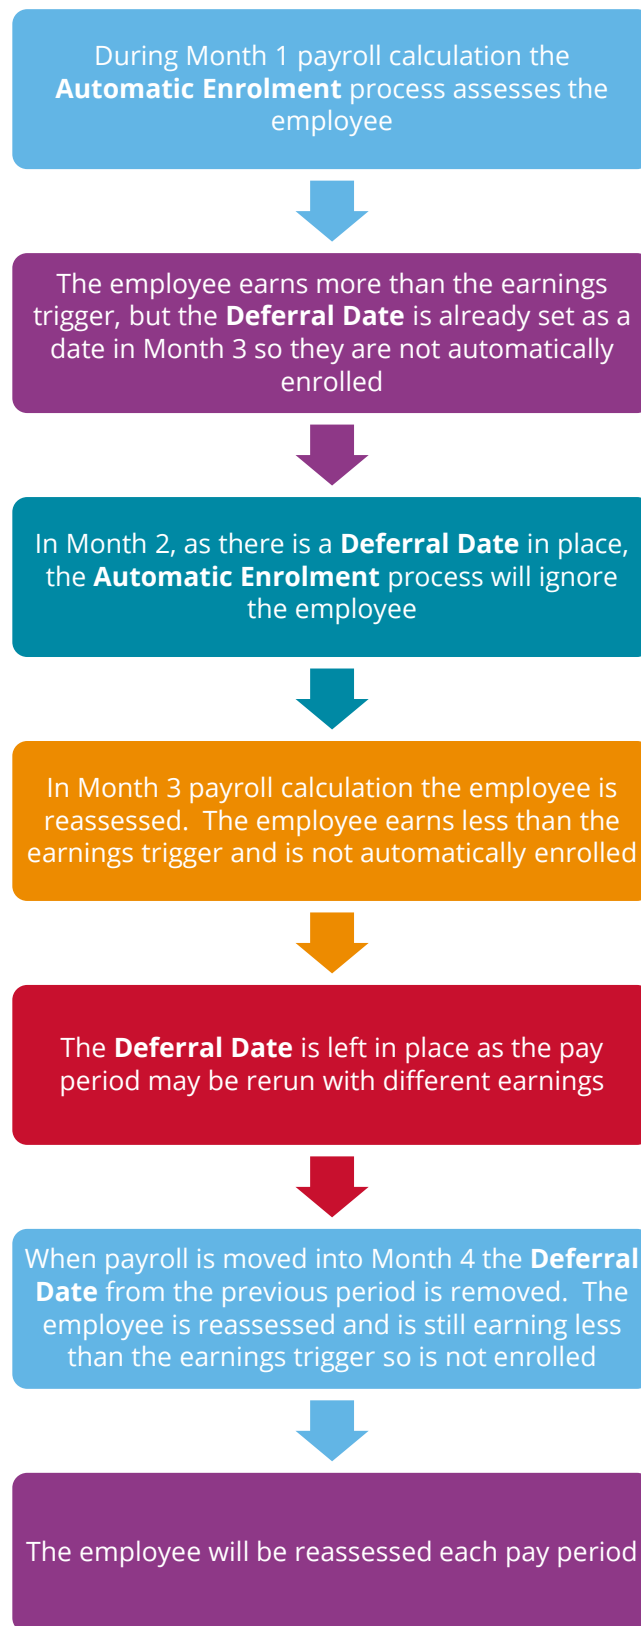 During Month 1 payroll calculation the
Automatic Enrolment process assesses the
employee
The employee earns more than the earnings
trigger, but the Deferral Date is already set as a
date in Month 3 so they are not automatically
enrolled
In Month 2, as there is a Deferral Date in place,
the Automatic Enrolment process will ignore
the employee
In Month 3 payroll calculation the employee is
reassessed.  The employee earns less than the
earnings trigger and is not automatically enrolled
The Deferral Date is left in place as the pay
period may be rerun with different earnings
When payroll is moved into Month 4 the Deferral
Date from the previous period is removed.  The
employee is reassessed and is still earning less
than the earnings trigger so is not enrolled
The employee will be reassessed each pay period